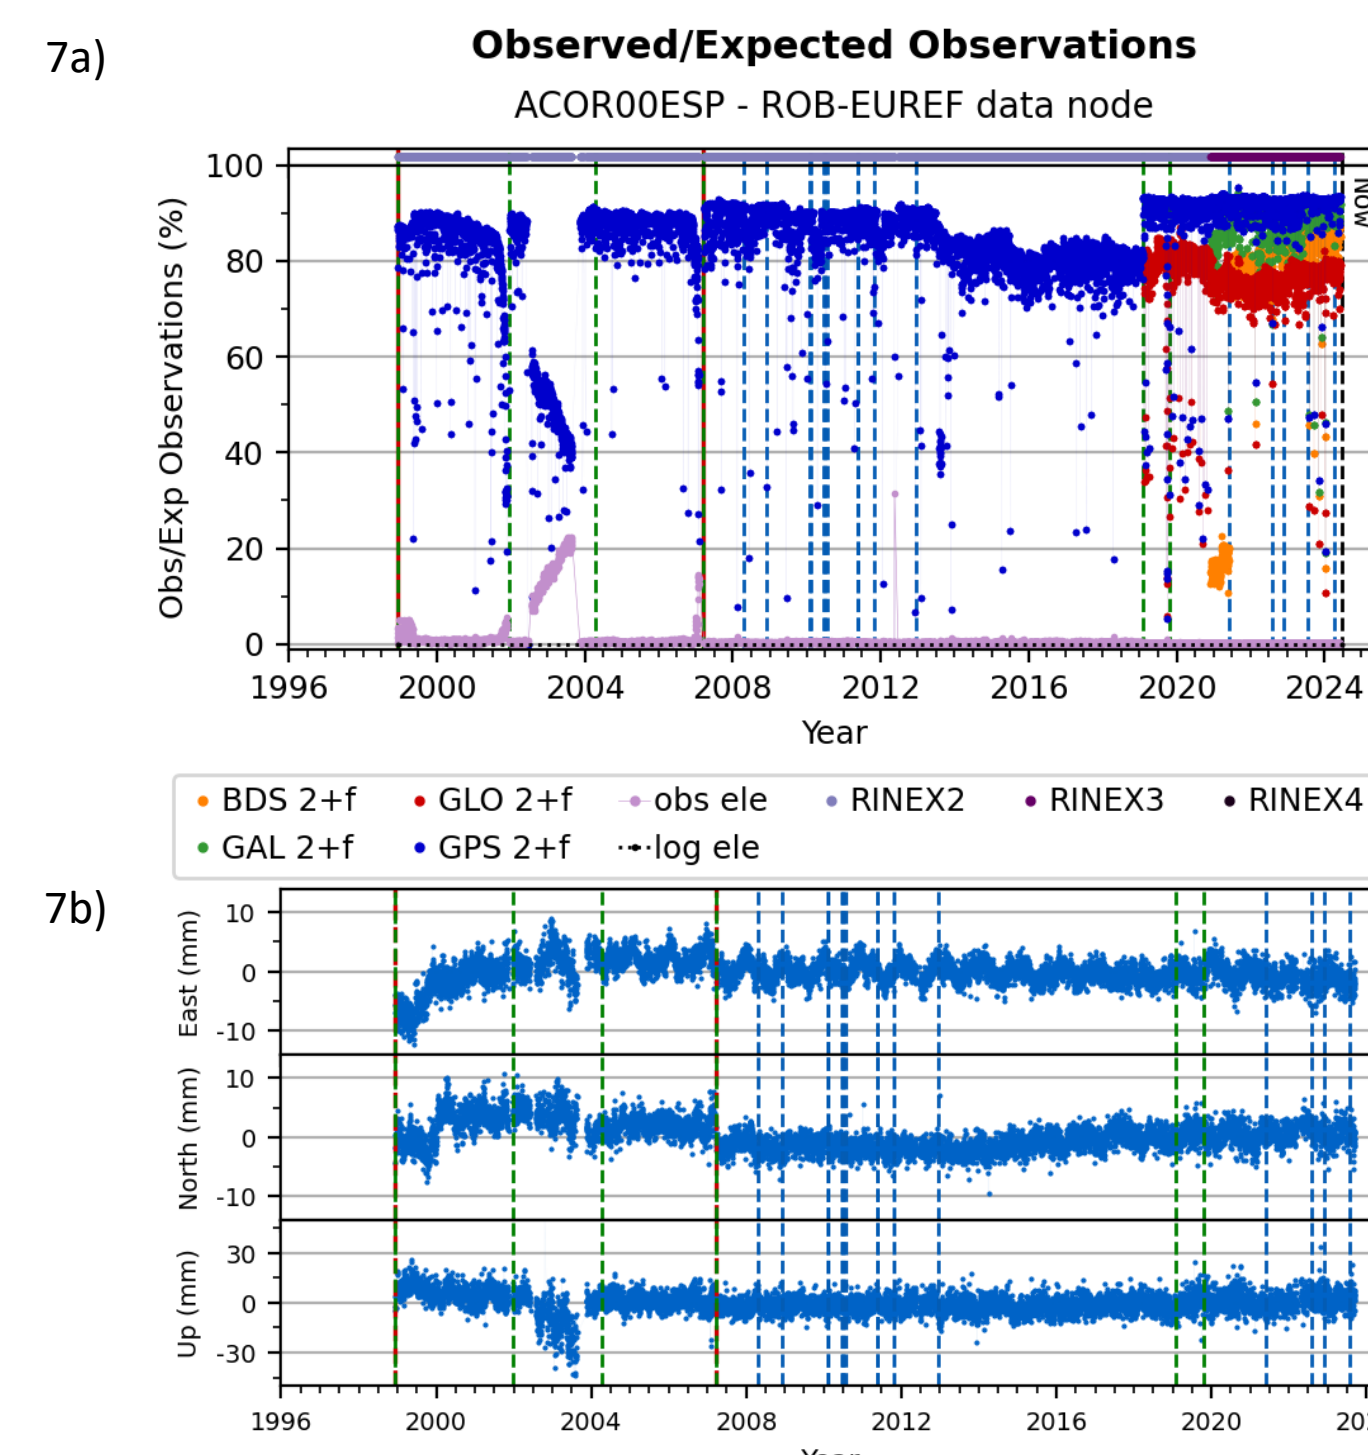 7a)
Observed/Expected Observations
ACOR00ESP - ROB-EUREF data node
Obs/Exp Observations (%)
100
80
60
40
20
0
Now
1996 2000 2004 2008 2012 2016 2020 2024
Year
BDS 2+f GLO 2+f obs ele RINEX2 RINEX3 RINEX4
GAL 2+f GPS 2+f log ele
7b)
East (mm)
10
0
-10
North (mm)
10
0
-10
Up (mm)
30
0
-30
1996 2000 2004 2008 2012 2016 2020
Year